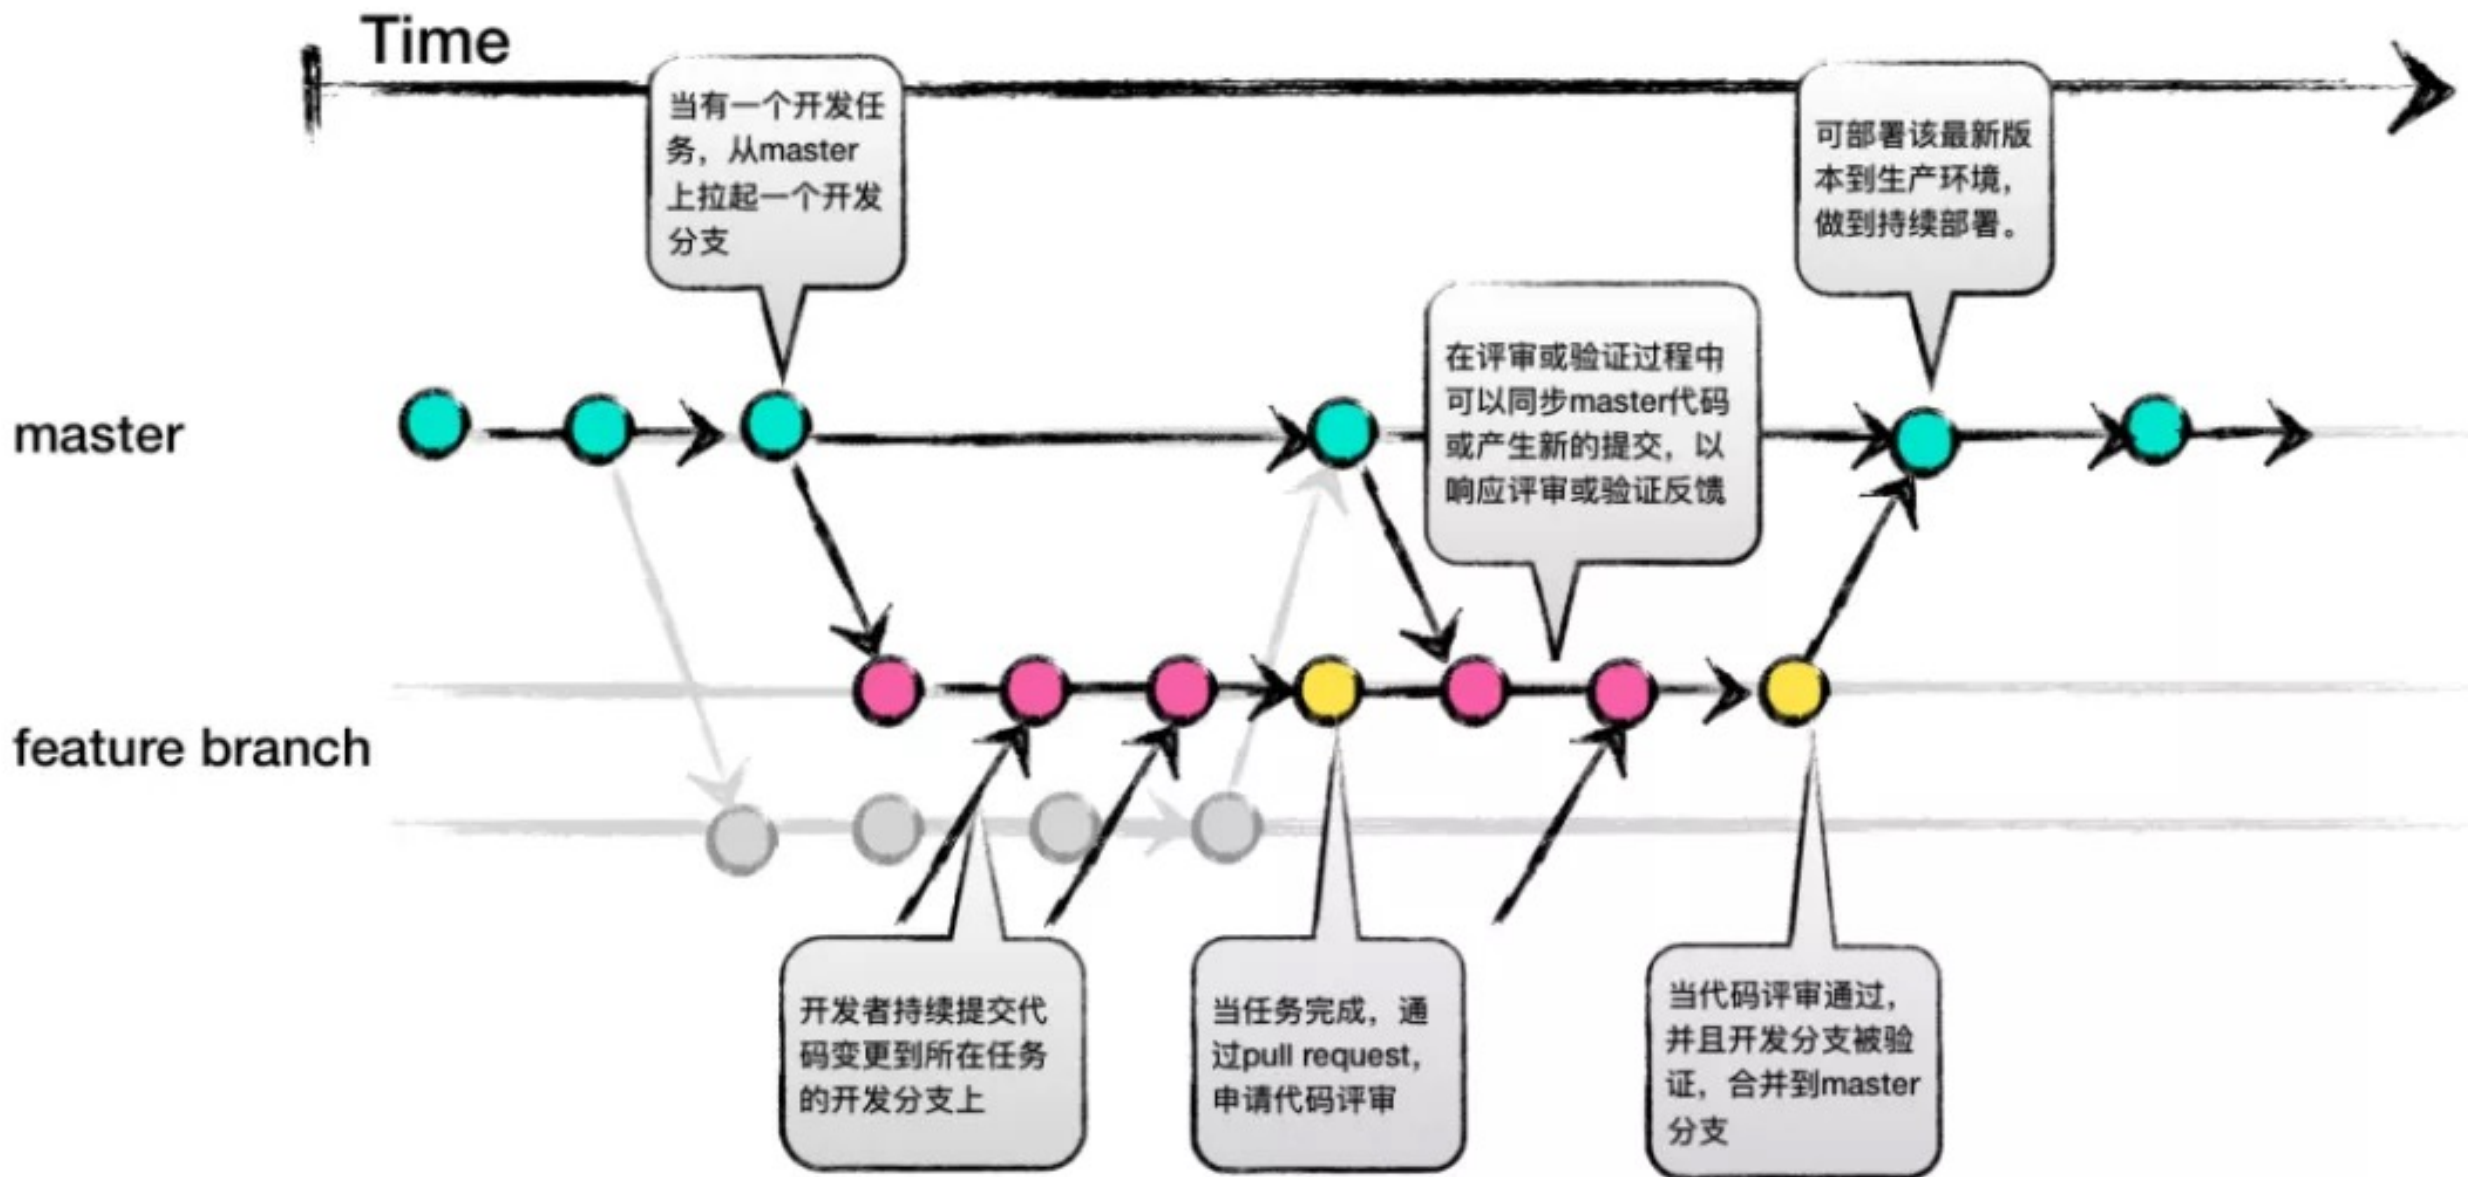 Time
当有一个开发任
务，从master
上拉起一个开发
分支
可部署该最新版
本到生产环境，
做到持续部署。
在评审或验证过程中
可以同步master代码
或产生新的提交，以
响应评审或验证反馈
master
feature branch
开发者持续提交代
码变更到所在任务
的开发分支上
当任务完成，通
过pull request，
申请代码评审
当代码评审通过，
并且开发分支被验
证，合并到master
分支